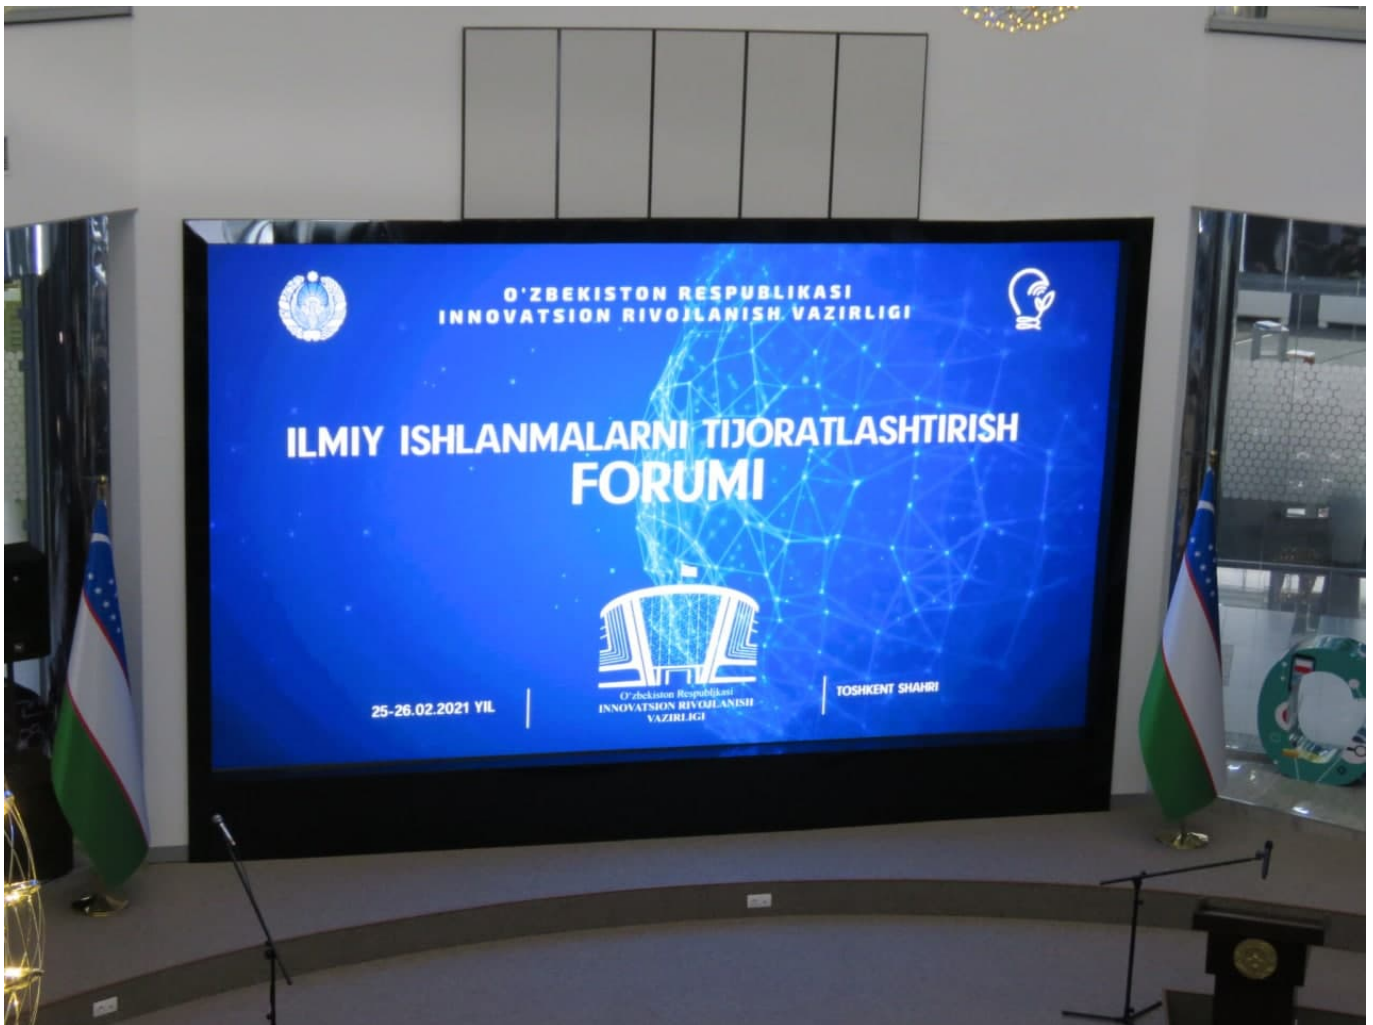 O'ZBEKISTON RESPUBLIKASI
INNOVATSION RIVOJLANISH VAZIRLIGI
ILMIY ISHLANMALARNI TIJORATLASHTIRISH
FORUMI
25-26.02.2021 YIL
O'zbekiston Respublikasi
INNOVATSION RIVOJLANISH
VAZIRLIGI
TOSHKENT SHAHRI